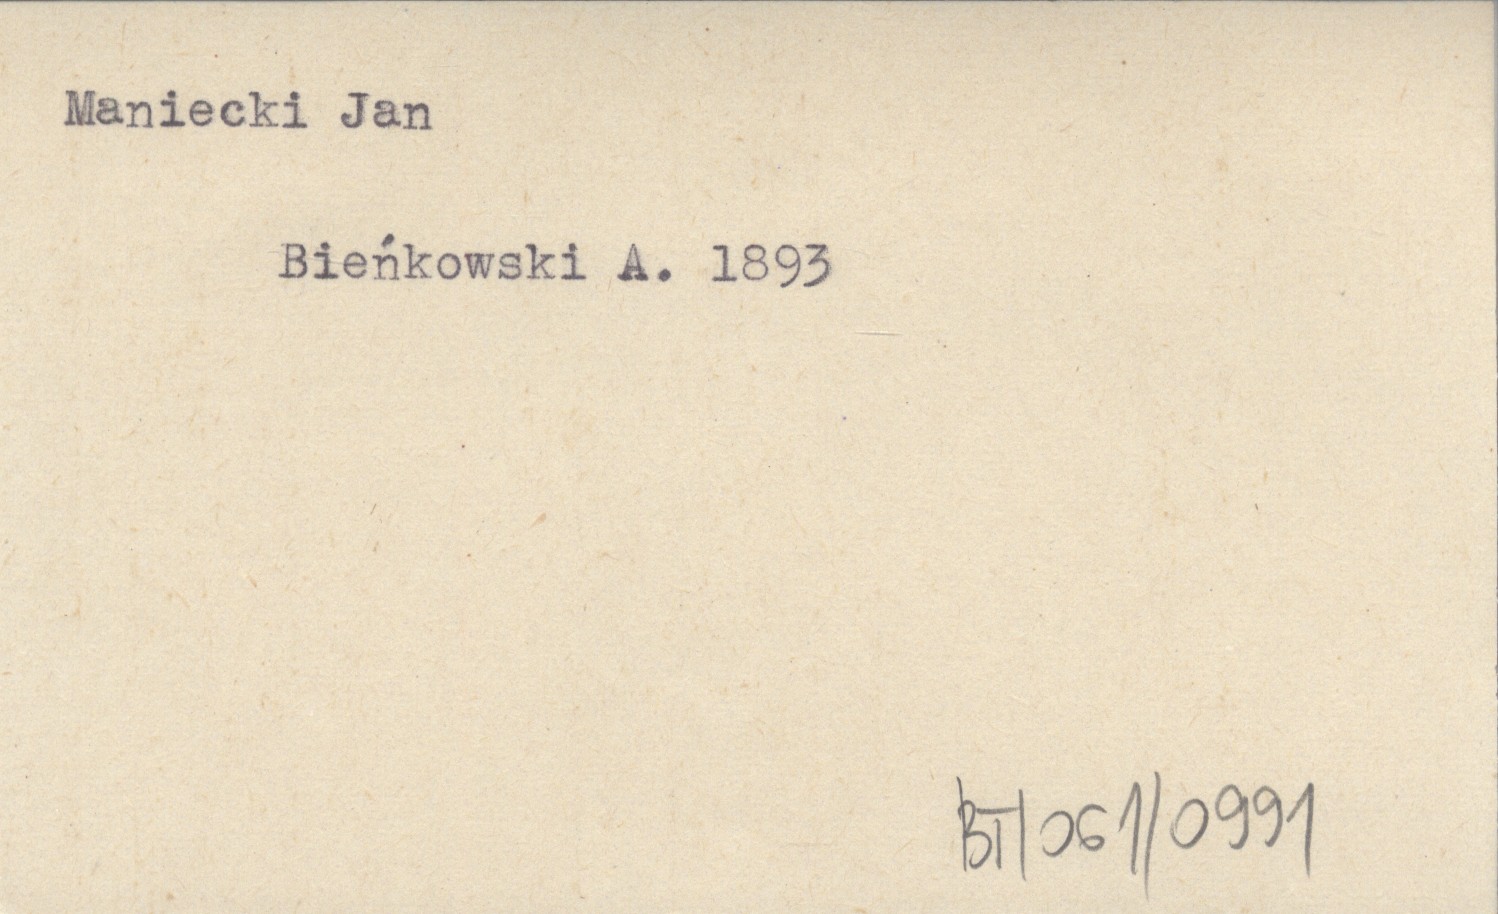 Maniecki Jan
Bieńkowski A. 1893
BT/061/0991